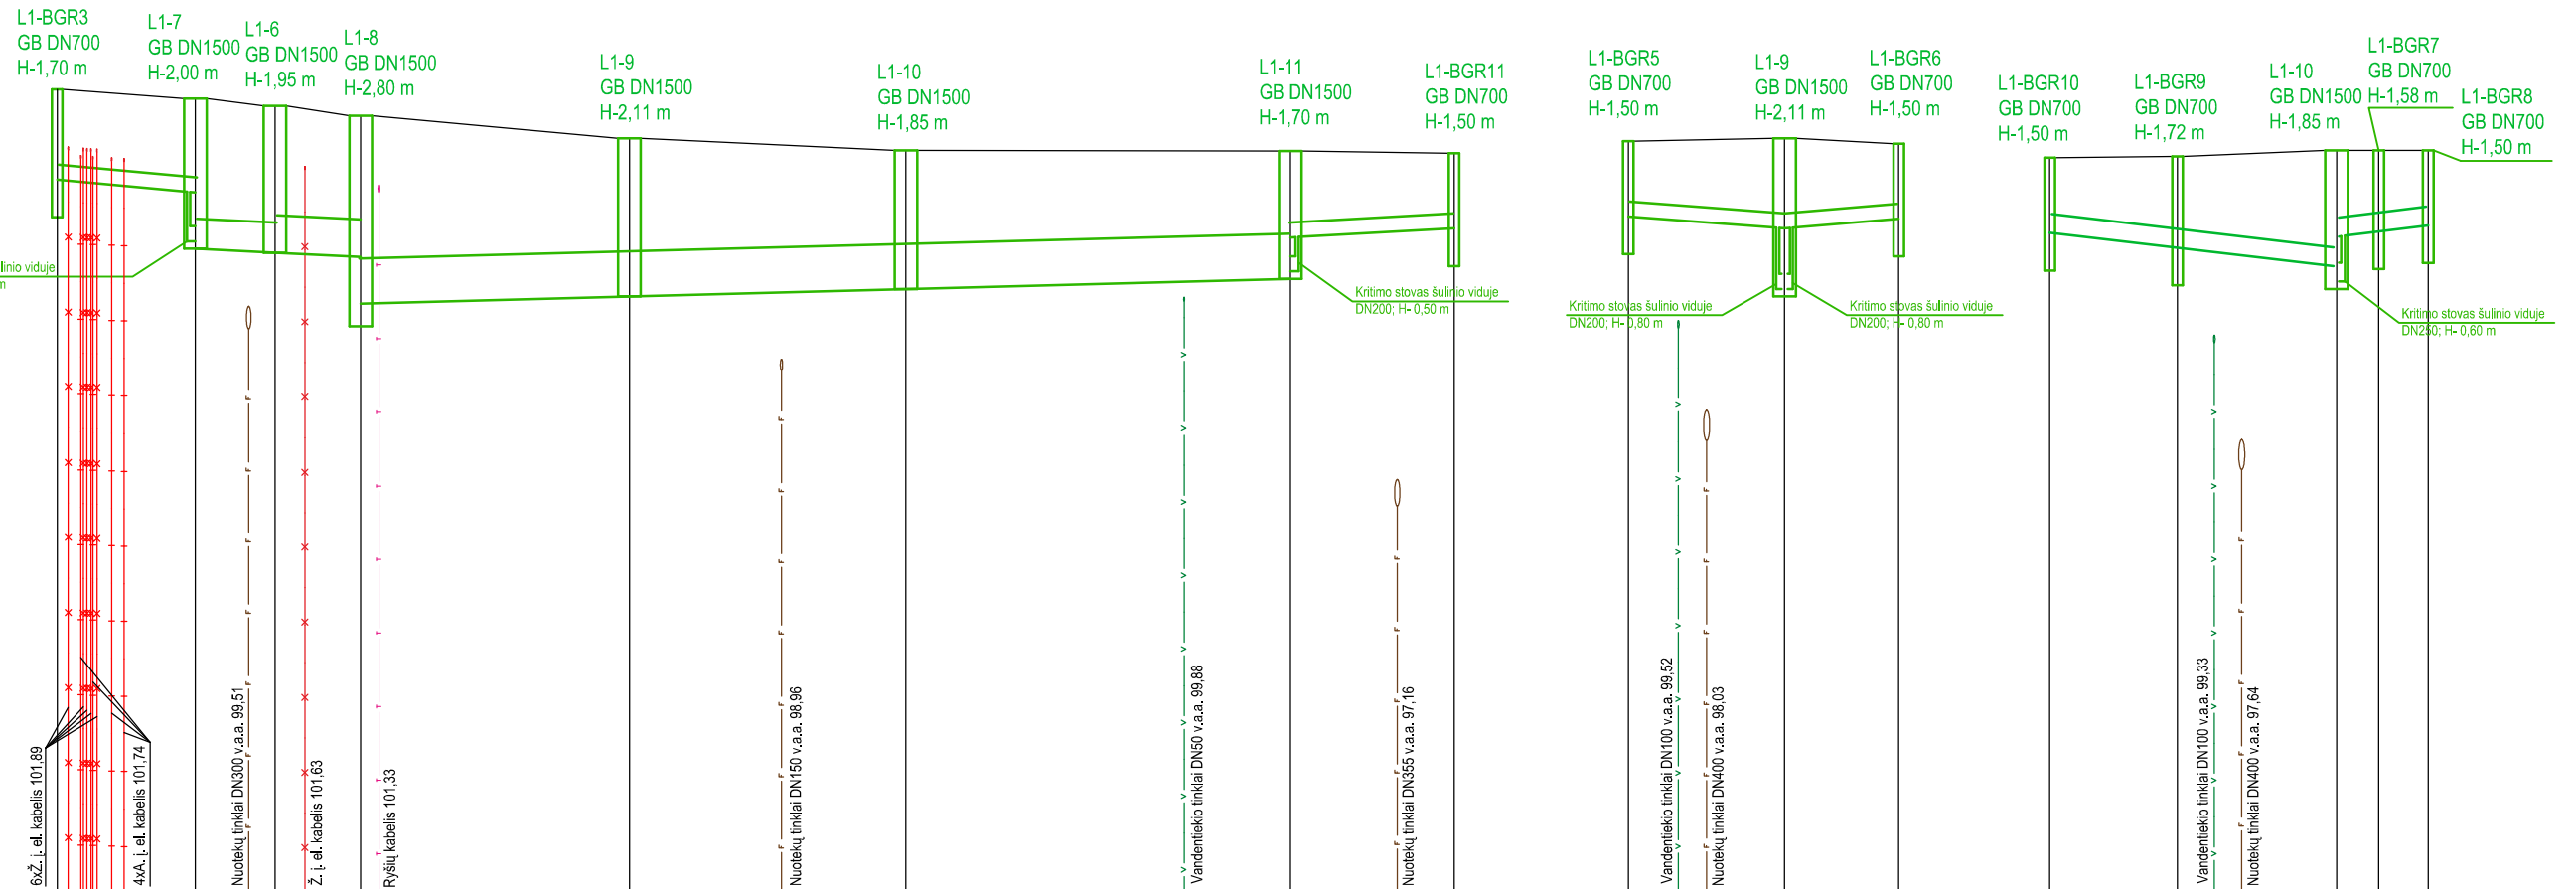 L1-BGR3
GB DN700
H-1,70 m
L1-7
GB DN1500
H-2,00 m
L1-6
GB DN1500
H-1,95 m
L1-8
GB DN1500
H-2,80 m
L1-9
GB DN1500
H-2,11 m
L1-10
GB DN1500
H-1,85 m
L1-11
GB DN1500
H-1,70 m
L1-BGR11
GB DN700
H-1,50 m
L1-BGR5
GB DN700
H-1,50 m
L1-9
GB DN1500
H-2,11 m
L1-BGR6
GB DN700
H-1,50 m
L1-BGR10
GB DN700
H-1,50 m
L1-BGR9
GB DN700
H-1,72 m
L1-10
GB DN1500
H-1,85 m
L1-BGR7
GB DN700
H-1,58 m
L1-BGR8
GB DN700
H-1,50 m
linio viduje
m
Kritimo stovas šulinio viduje
DN200; H- 0,50 m
Kritimo stovas šulinio viduje
DN200; H- 0,80 m
Kritimo stovas šulinio viduje
DN200; H- 0,80 m
Kritimo stovas šulinio viduje
DN250; H- 0,60 m
6xŽ. į. el. kabelis 101,89
4xA. į. el. kabelis 101,74
Nuotekų tinklai DN300 v.a.a. 99,51
Ž. į. el. kabelis 101,63
Ryšių kabelis 101,33
Nuotekų tinklai DN150 v.a.a. 98,96
Vandentiekio tinklai DN50 v.a.a. 99,88
Nuotekų tinklai DN355 v.a.a. 97,16
Vandentiekio tinklai DN100 v.a.a. 99,52
Nuotekų tinklai DN400 v.a.a. 98,03
Vandentiekio tinklai DN100 v.a.a. 99,33
Nuotekų tinklai DN400 v.a.a. 97,64